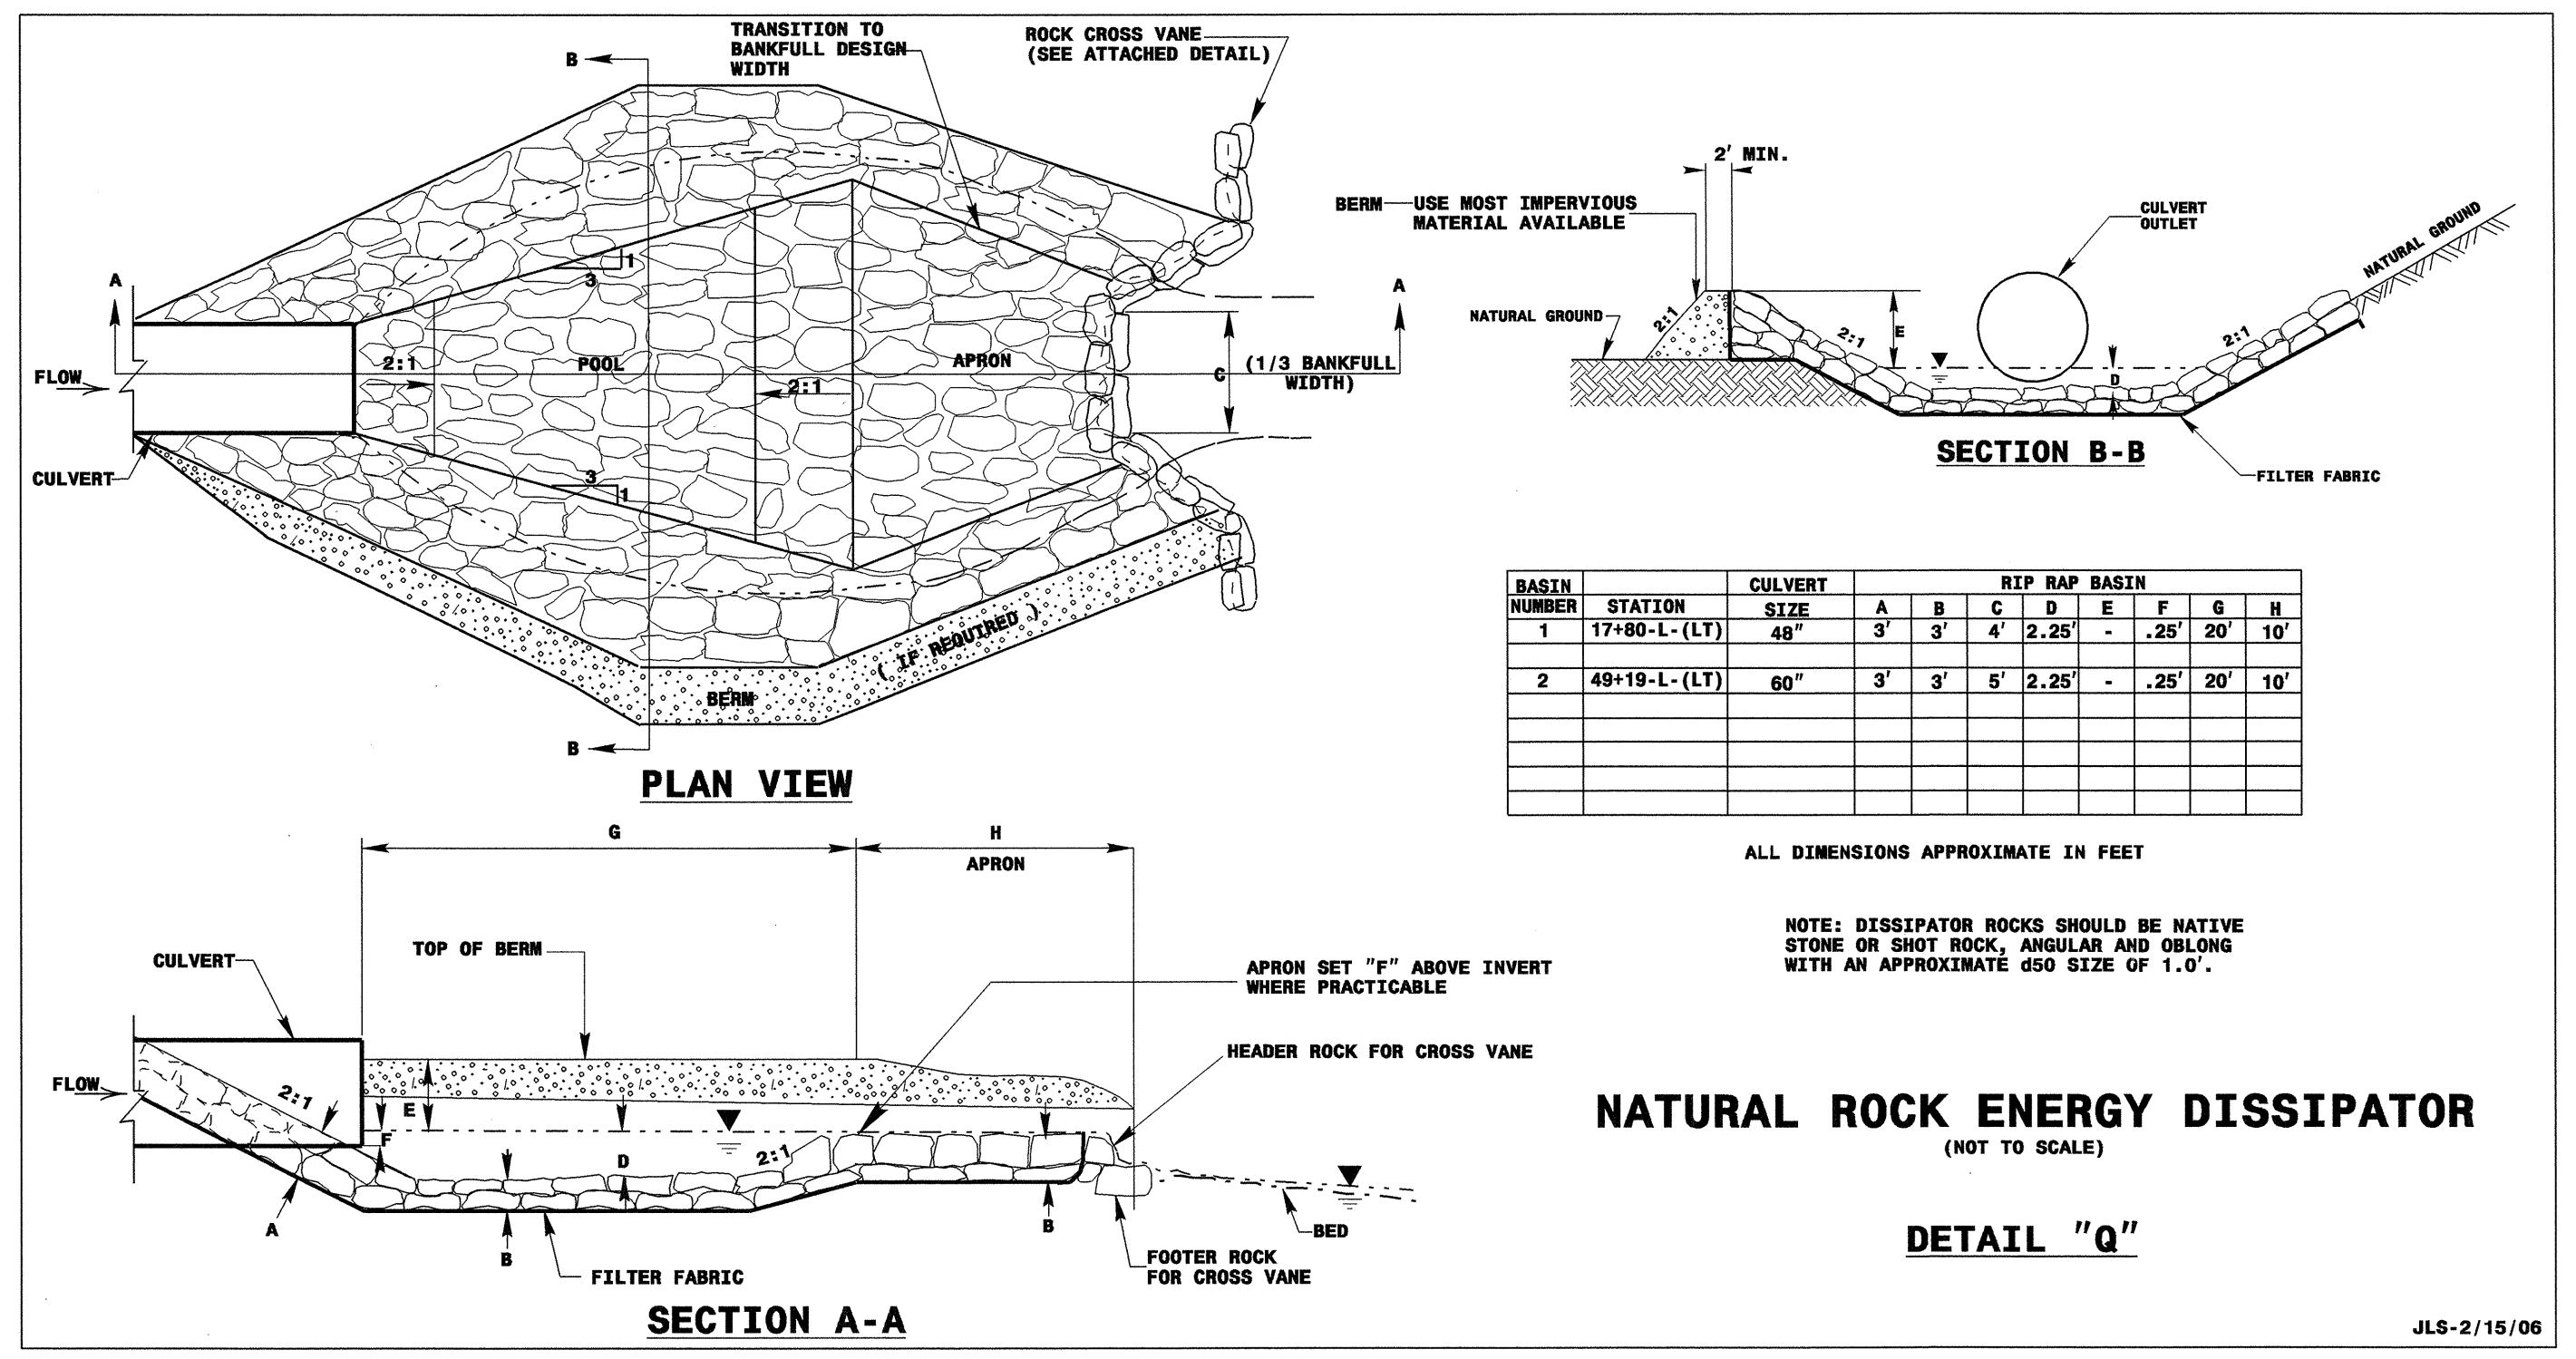 TRANSITION TO
BANKFULL DESIGN
WIDTH
ROCK CROSS VANE
(SEE ATTACHED DETAIL)
B
A
1
3
2:1
POOL
2:1
APRON
FLOW
A
C
(1/3 BANKFULL
WIDTH)
CULVERT
3
1
( IF REQUIRED )
BERM
B
PLAN VIEW
2' MIN.
BERM
USE MOST IMPERVIOUS
MATERIAL AVAILABLE
CULVERT
OUTLET
NATURAL GROUND
NATURAL GROUND
2:1
2:1
E
2:1
D
SECTION B-B
FILTER FABRIC
BASIN NUMBER STATION CULVERT SIZE RIP RAP BASIN
A B C D E F G H
1 17+80-L-(LT) 48" 3' 3' 4' 2.25' - .25' 20' 10'
2 49+19-L-(LT) 60" 3' 3' 5' 2.25' - .25' 20' 10'
ALL DIMENSIONS APPROXIMATE IN FEET
NOTE: DISSIPATOR ROCKS SHOULD BE NATIVE
STONE OR SHOT ROCK, ANGULAR AND OBLONG
WITH AN APPROXIMATE d50 SIZE OF 1.0'.
G
H
APRON
TOP OF BERM
CULVERT
APRON SET "F" ABOVE INVERT
WHERE PRACTICABLE
HEADER ROCK FOR CROSS VANE
FLOW
2:1
E
F
D
2:1
A
B
B
BED
FILTER FABRIC
FOOTER ROCK
FOR CROSS VANE
SECTION A-A
NATURAL ROCK ENERGY DISSIPATOR
(NOT TO SCALE)
DETAIL "Q"
JLS-2/15/06